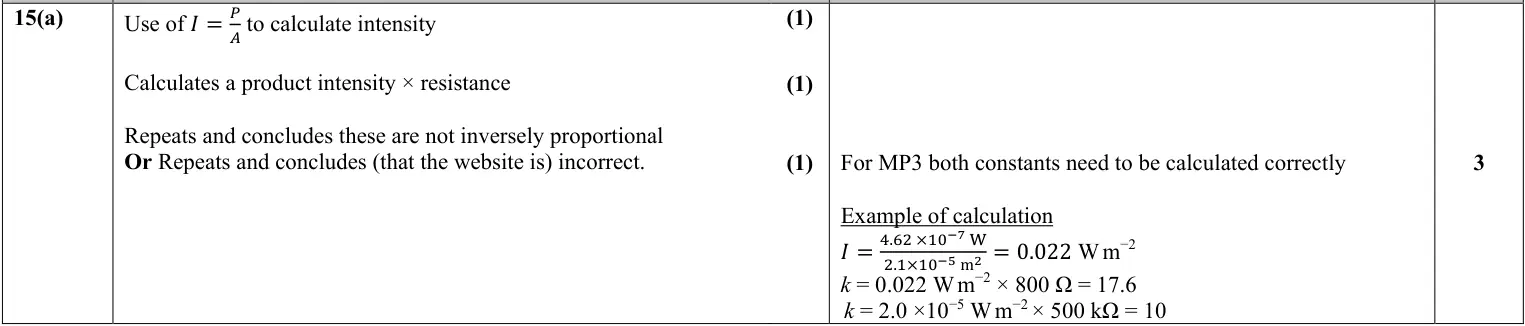 15(a)
Use of I = P/A to calculate intensity (1)
Calculates a product intensity × resistance (1)
Repeats and concludes these are not inversely proportional
Or Repeats and concludes (that the website is) incorrect. (1)
For MP3 both constants need to be calculated correctly
3
Example of calculation
I = 4.62 ×10⁻⁷ W / 2.1×10⁻⁵ m² = 0.022 W m⁻²
k = 0.022 W m⁻² × 800 Ω = 17.6
k = 2.0 ×10⁻⁵ W m⁻² × 500 kΩ = 10